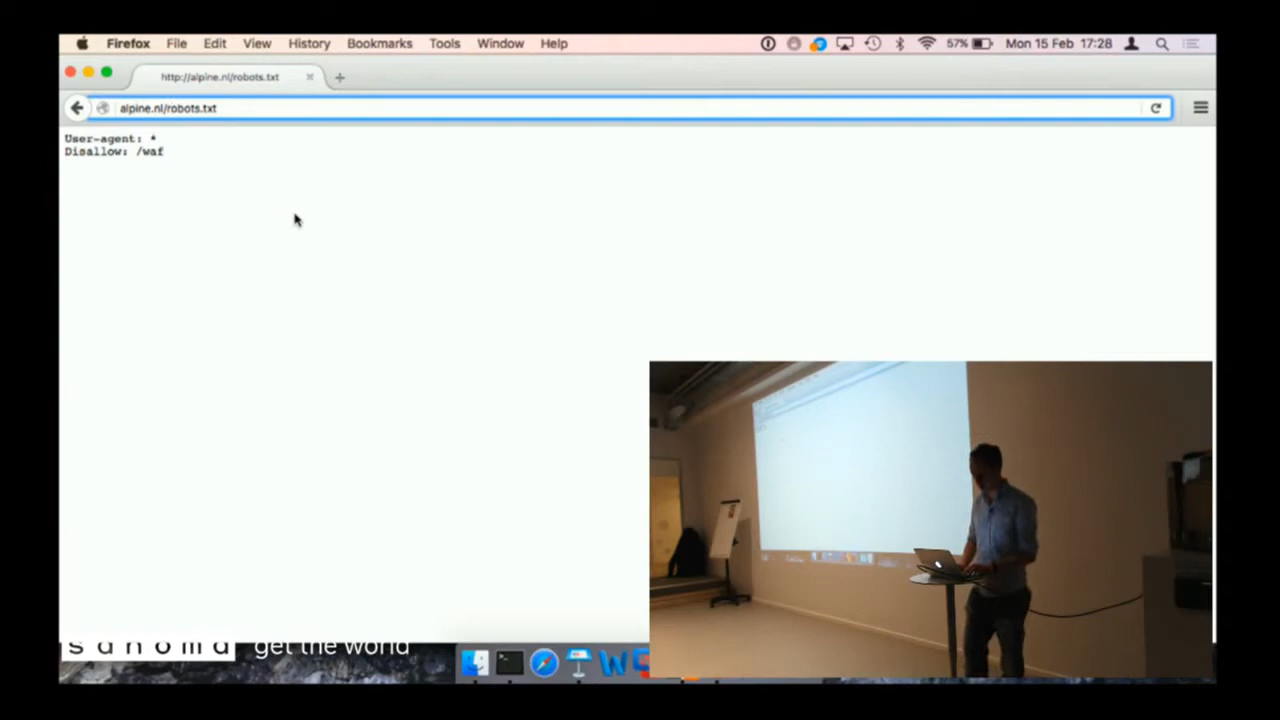 Firefox File Edit View History Bookmarks Tools Window Help 57% Mon 15 Feb 17:28
http://alpine.nl/robots.txt
alpine.nl/robots.txt
User-agent: *
Disallow: /waf
sanoma get the world